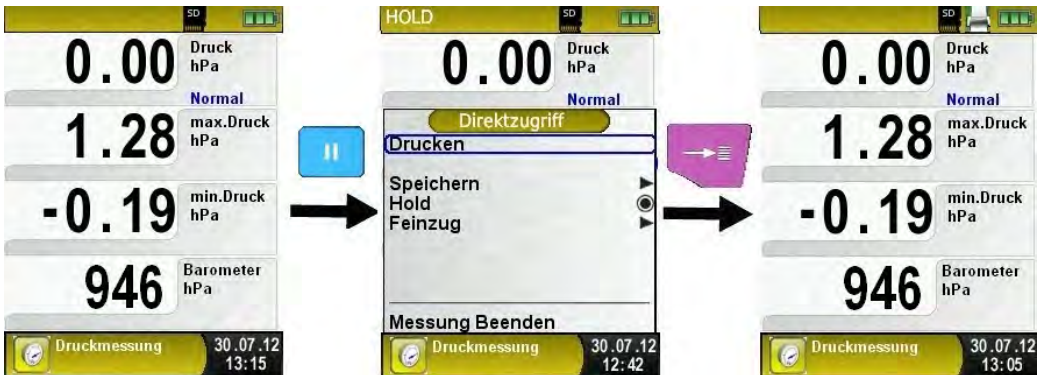 SD
0.00 Druck
hPa
Normal
1.28 max.Druck
hPa
-0.19 min.Druck
hPa
946 Barometer
hPa
Druckmessung 30.07.12
13:15
HOLD SD
0.00 Druck
hPa
Normal
Direktzugriff
Drucken
Speichern
Hold
Feinzug
Messung Beenden
Druckmessung 30.07.12
12:42
SD
0.00 Druck
hPa
Normal
1.28 max.Druck
hPa
-0.19 min.Druck
hPa
946 Barometer
hPa
Druckmessung 30.07.12
13:05